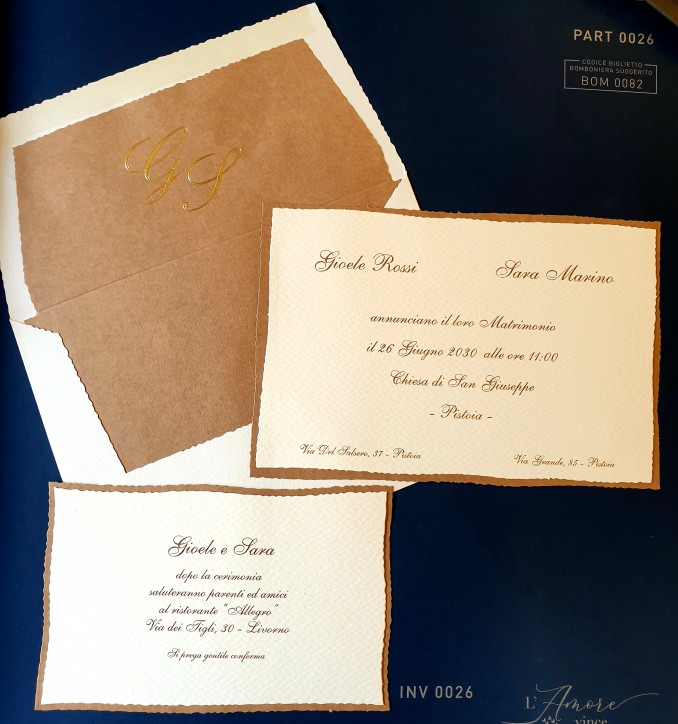 PART 0026
CODICE BIGLIETTO
BOMBONIERA SUGGERITO
BOM 0082
G S
Gioele Rossi Sara Marino
annunciano il loro Matrimonio
il 26 Giugno 2030 alle ore 11:00
Chiesa di San Giuseppe
- Pistoia -
Via Del Salsero, 37 - Pistoia Via Grande, 85 - Pistoia
Gioele e Sara
dopo la cerimonia
saluteranno parenti ed amici
al ristorante "Allegro"
Via dei Tigli, 30 - Livorno
Si prega gentile conferma
INV 0026
L'Amore
vince